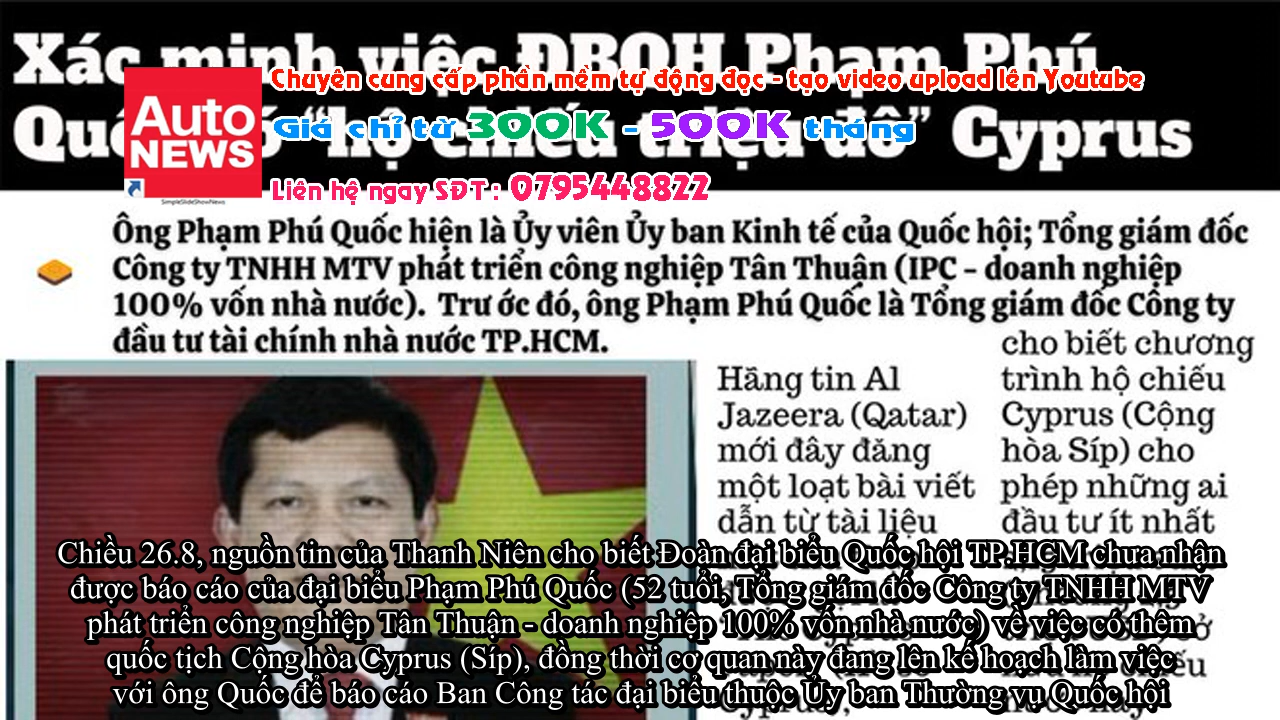 Xác minh việc ĐBQH Phạm Phú
Quốc có “hộ chiếu triệu đô” Cyprus
Auto
NEWS
SimpleSlideShowNews
Chuyên cung cấp phần mềm tự động đọc - tạo video upload lên Youtube
Giá chỉ từ 300K - 500K tháng
Liên hệ ngay SĐT : 0795448822
Ông Phạm Phú Quốc hiện là Ủy viên Ủy ban Kinh tế của Quốc hội; Tổng giám đốc
Công ty TNHH MTV phát triển công nghiệp Tân Thuận (IPC - doanh nghiệp
100% vốn nhà nước). Trư ớc đó, ông Phạm Phú Quốc là Tổng giám đốc Công ty
đầu tư tài chính nhà nước TP.HCM.
Hãng tin Al
Jazeera (Qatar)
mới đây đăng
một loạt bài viết
dẫn từ tài liệu
cho biết chương
trình hộ chiếu
Cyprus (Cộng
hòa Síp) cho
phép những ai
đầu tư ít nhất
Chiều 26.8, nguồn tin của Thanh Niên cho biết Đoàn đại biểu Quốc hội TP.HCM chưa nhận
được báo cáo của đại biểu Phạm Phú Quốc (52 tuổi, Tổng giám đốc Công ty TNHH MTV
phát triển công nghiệp Tân Thuận - doanh nghiệp 100% vốn nhà nước) về việc có thêm
quốc tịch Cộng hòa Cyprus (Síp), đồng thời cơ quan này đang lên kế hoạch làm việc
với ông Quốc để báo cáo Ban Công tác đại biểu thuộc Ủy ban Thường vụ Quốc hội